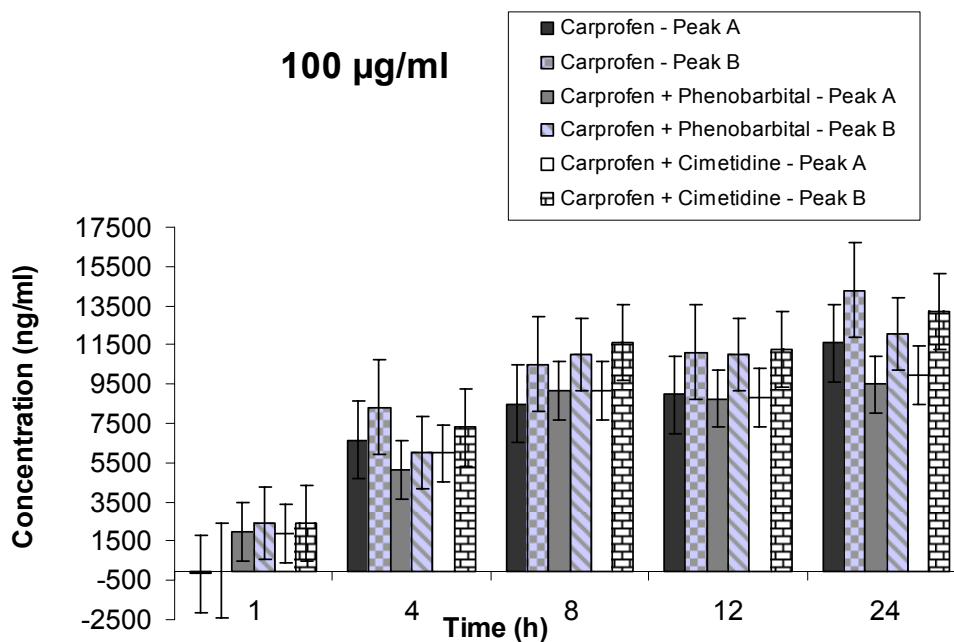 100 µg/ml
Carprofen - Peak A
Carprofen - Peak B
Carprofen + Phenobarbital - Peak A
Carprofen + Phenobarbital - Peak B
Carprofen + Cimetidine - Peak A
Carprofen + Cimetidine - Peak B
Concentration (ng/ml)
17500
15500
13500
11500
9500
7500
5500
3500
1500
-500
-2500
1 4 8 12 24
Time (h)